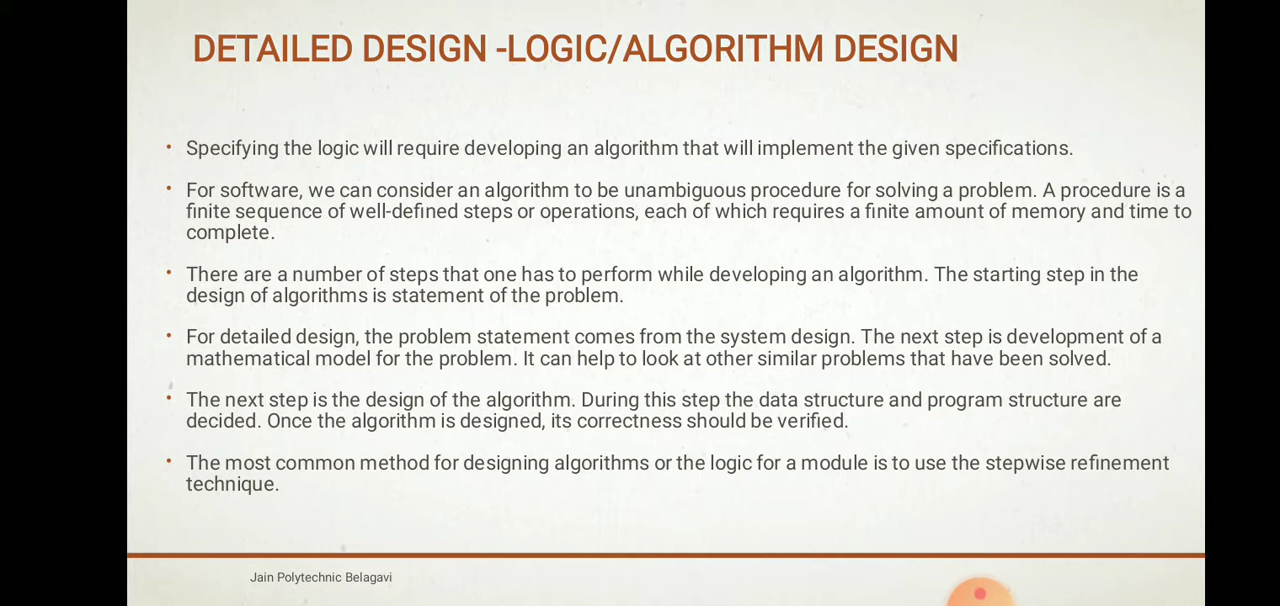 DETAILED DESIGN -LOGIC/ALGORITHM DESIGN
• Specifying the logic will require developing an algorithm that will implement the given specifications.
• For software, we can consider an algorithm to be unambiguous procedure for solving a problem. A procedure is a
finite sequence of well-defined steps or operations, each of which requires a finite amount of memory and time to
complete.
• There are a number of steps that one has to perform while developing an algorithm. The starting step in the
design of algorithms is statement of the problem.
• For detailed design, the problem statement comes from the system design. The next step is development of a
mathematical model for the problem. It can help to look at other similar problems that have been solved.
• The next step is the design of the algorithm. During this step the data structure and program structure are
decided. Once the algorithm is designed, its correctness should be verified.
• The most common method for designing algorithms or the logic for a module is to use the stepwise refinement
technique.
Jain Polytechnic Belagavi